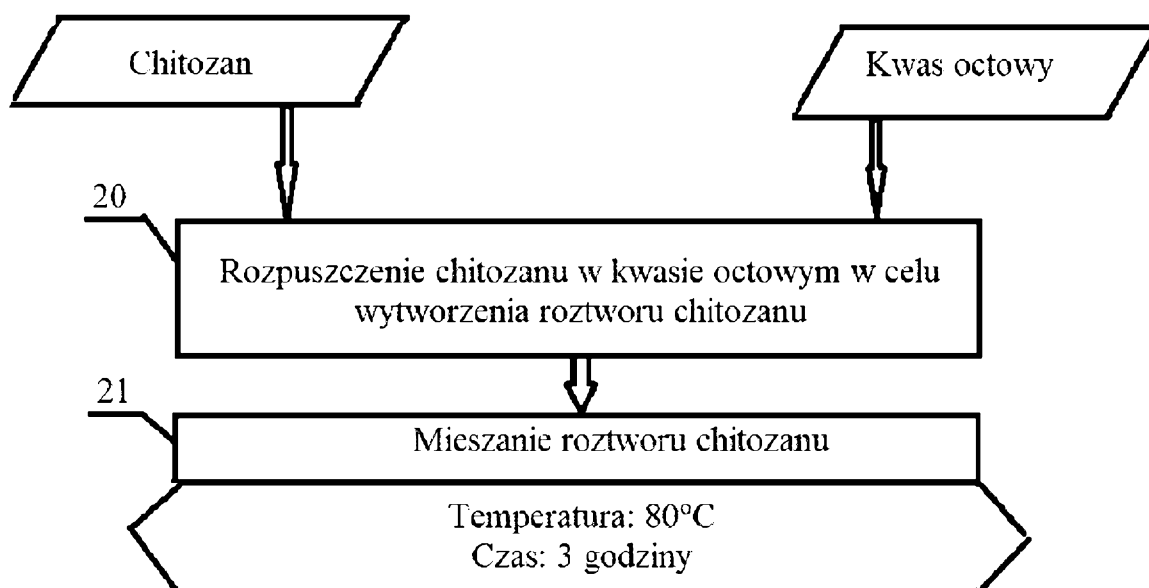 Chitozan
Kwas octowy
20
Rozpuszczenie chitozanu w kwasie octowym w celu
wytworzenia roztworu chitozanu
21
Mieszanie roztworu chitozanu
Temperatura: 80°C
Czas: 3 godziny